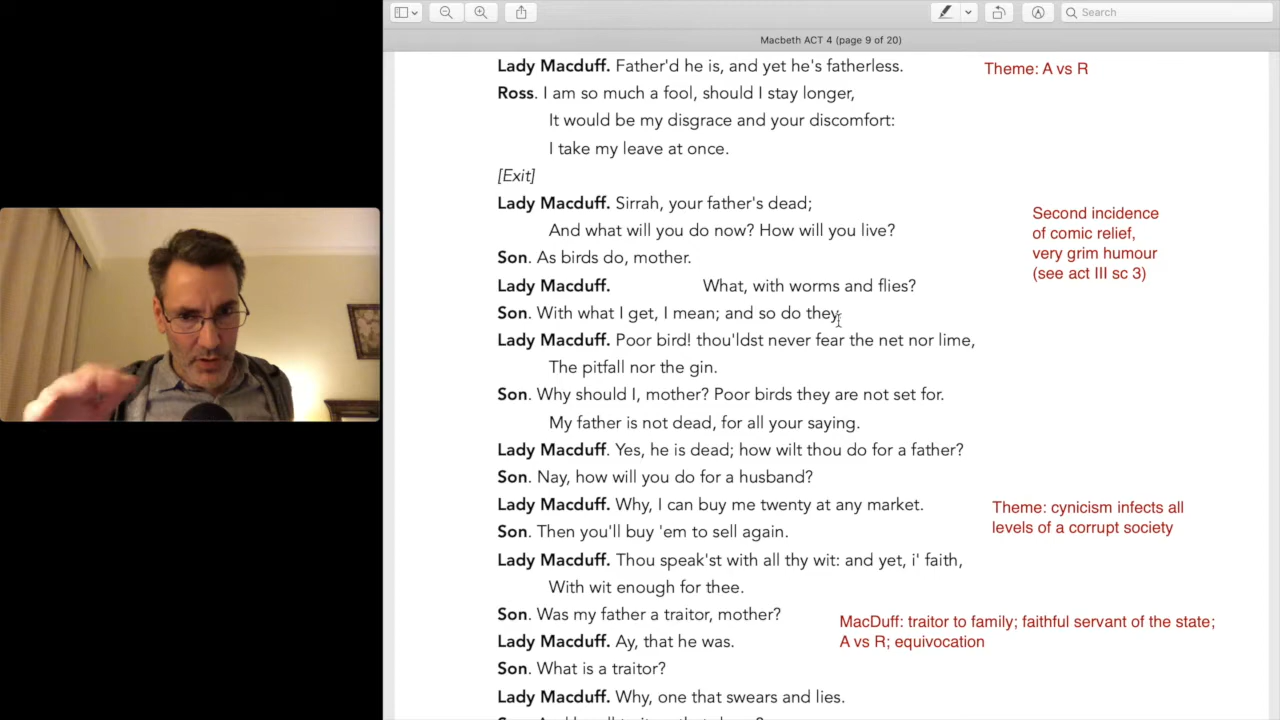 Search
Macbeth ACT 4 (page 9 of 20)
Lady Macduff. Father'd he is, and yet he's fatherless.
Theme: A vs R
Ross. I am so much a fool, should I stay longer,
It would be my disgrace and your discomfort:
I take my leave at once.
[Exit]
Lady Macduff. Sirrah, your father's dead;
And what will you do now? How will you live?
Second incidence
of comic relief,
very grim humour
(see act III sc 3)
Son. As birds do, mother.
Lady Macduff. What, with worms and flies?
Son. With what I get, I mean; and so do they.
Lady Macduff. Poor bird! thou'ldst never fear the net nor lime,
The pitfall nor the gin.
Son. Why should I, mother? Poor birds they are not set for.
My father is not dead, for all your saying.
Lady Macduff. Yes, he is dead; how wilt thou do for a father?
Son. Nay, how will you do for a husband?
Lady Macduff. Why, I can buy me twenty at any market.
Theme: cynicism infects all
levels of a corrupt society
Son. Then you'll buy 'em to sell again.
Lady Macduff. Thou speak'st with all thy wit: and yet, i' faith,
With wit enough for thee.
Son. Was my father a traitor, mother?
MacDuff: traitor to family; faithful servant of the state;
A vs R; equivocation
Lady Macduff. Ay, that he was.
Son. What is a traitor?
Lady Macduff. Why, one that swears and lies.